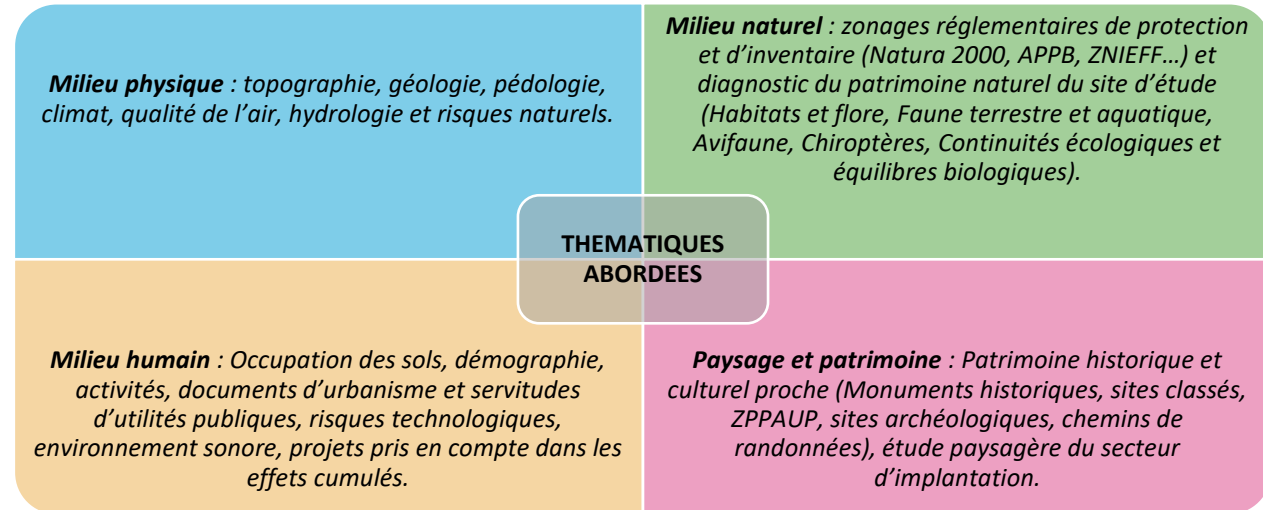 Milieu physique : topographie, géologie, pédologie,
climat, qualité de l'air, hydrologie et risques naturels.
Milieu naturel : zonages réglementaires de protection
et d'inventaire (Natura 2000, APPB, ZNIEFF…) et
diagnostic du patrimoine naturel du site d'étude
(Habitats et flore, Faune terrestre et aquatique,
Avifaune, Chiroptères, Continuités écologiques et
équilibres biologiques).
THEMATIQUES
ABORDEES
Milieu humain : Occupation des sols, démographie,
activités, documents d'urbanisme et servitudes
d'utilités publiques, risques technologiques,
environnement sonore, projets pris en compte dans les
effets cumulés.
Paysage et patrimoine : Patrimoine historique et
culturel proche (Monuments historiques, sites classés,
ZPPAUP, sites archéologiques, chemins de
randonnées), étude paysagère du secteur
d'implantation.